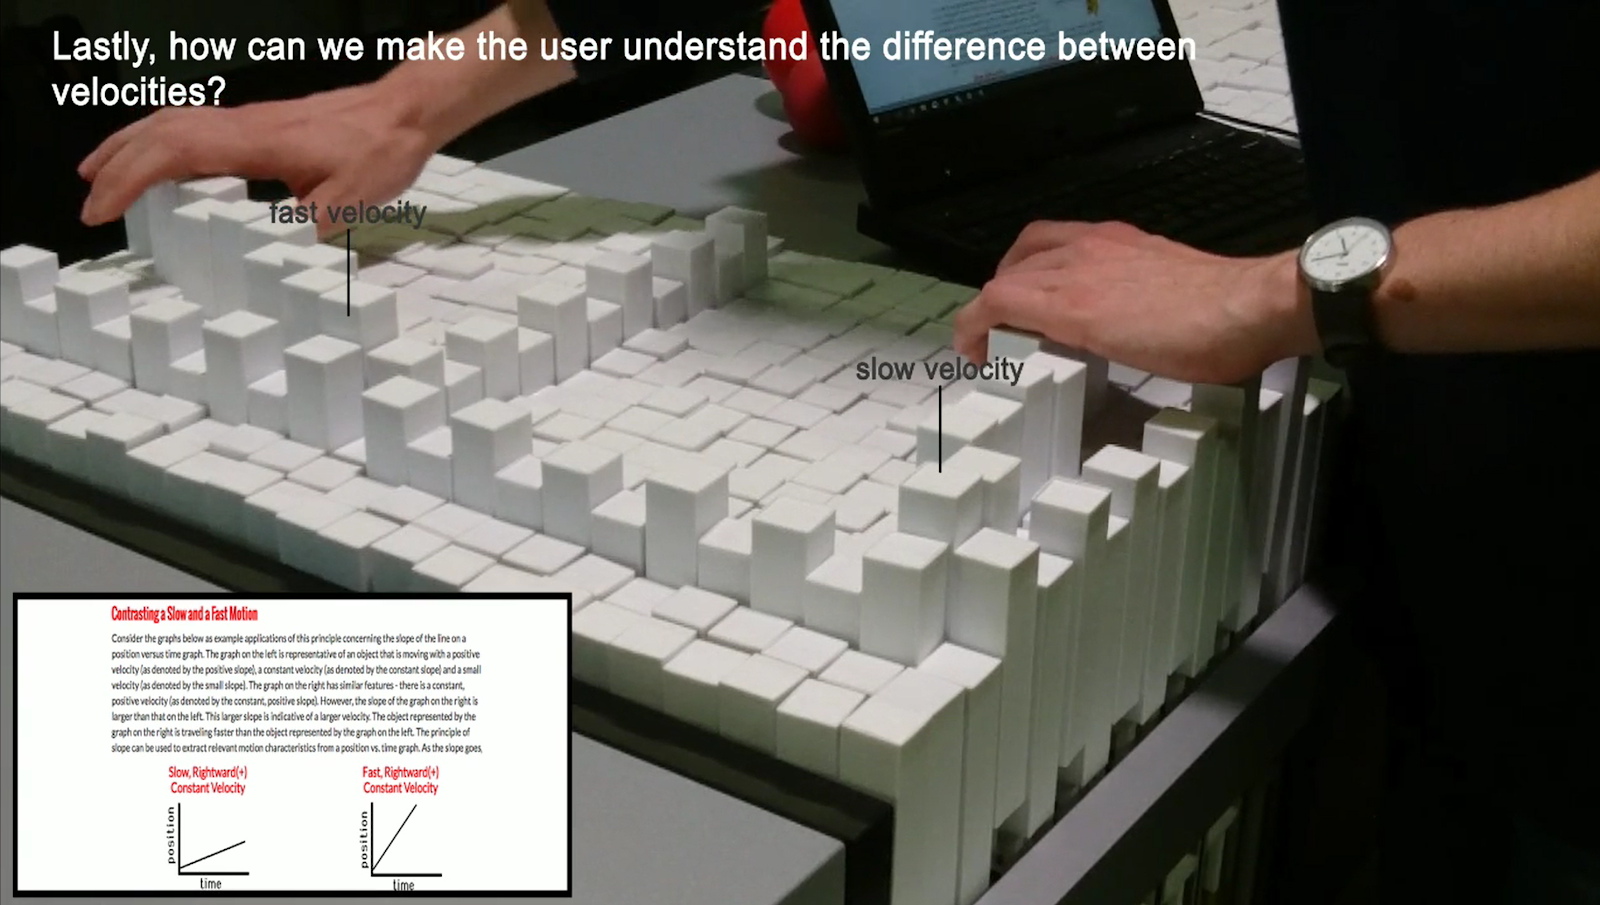 Lastly, how can we make the user understand the difference between
velocities?
fast velocity
slow velocity
Contrasting a Slow and a Fast Motion
Consider the graphs below as example applications of this principle concerning the slope of the line on a
position versus time graph. The graph on the left is representative of an object that is moving with a positive
velocity (as denoted by the positive slope), a constant velocity (as denoted by the constant slope) and a small
velocity (as denoted by the small slope). The graph on the right has similar features - there is a constant,
positive velocity (as denoted by the constant, positive slope). However, the slope of the graph on the right is
larger than that on the left. This larger slope is indicative of a larger velocity. The object represented by the
graph on the right is traveling faster than the object represented by the graph on the left. The principle of
slope can be used to extract relevant motion characteristics from a position vs. time graph. As the slope goes,
Slow, Rightward(+)
Constant Velocity
position
time
Fast, Rightward(+)
Constant Velocity
position
time